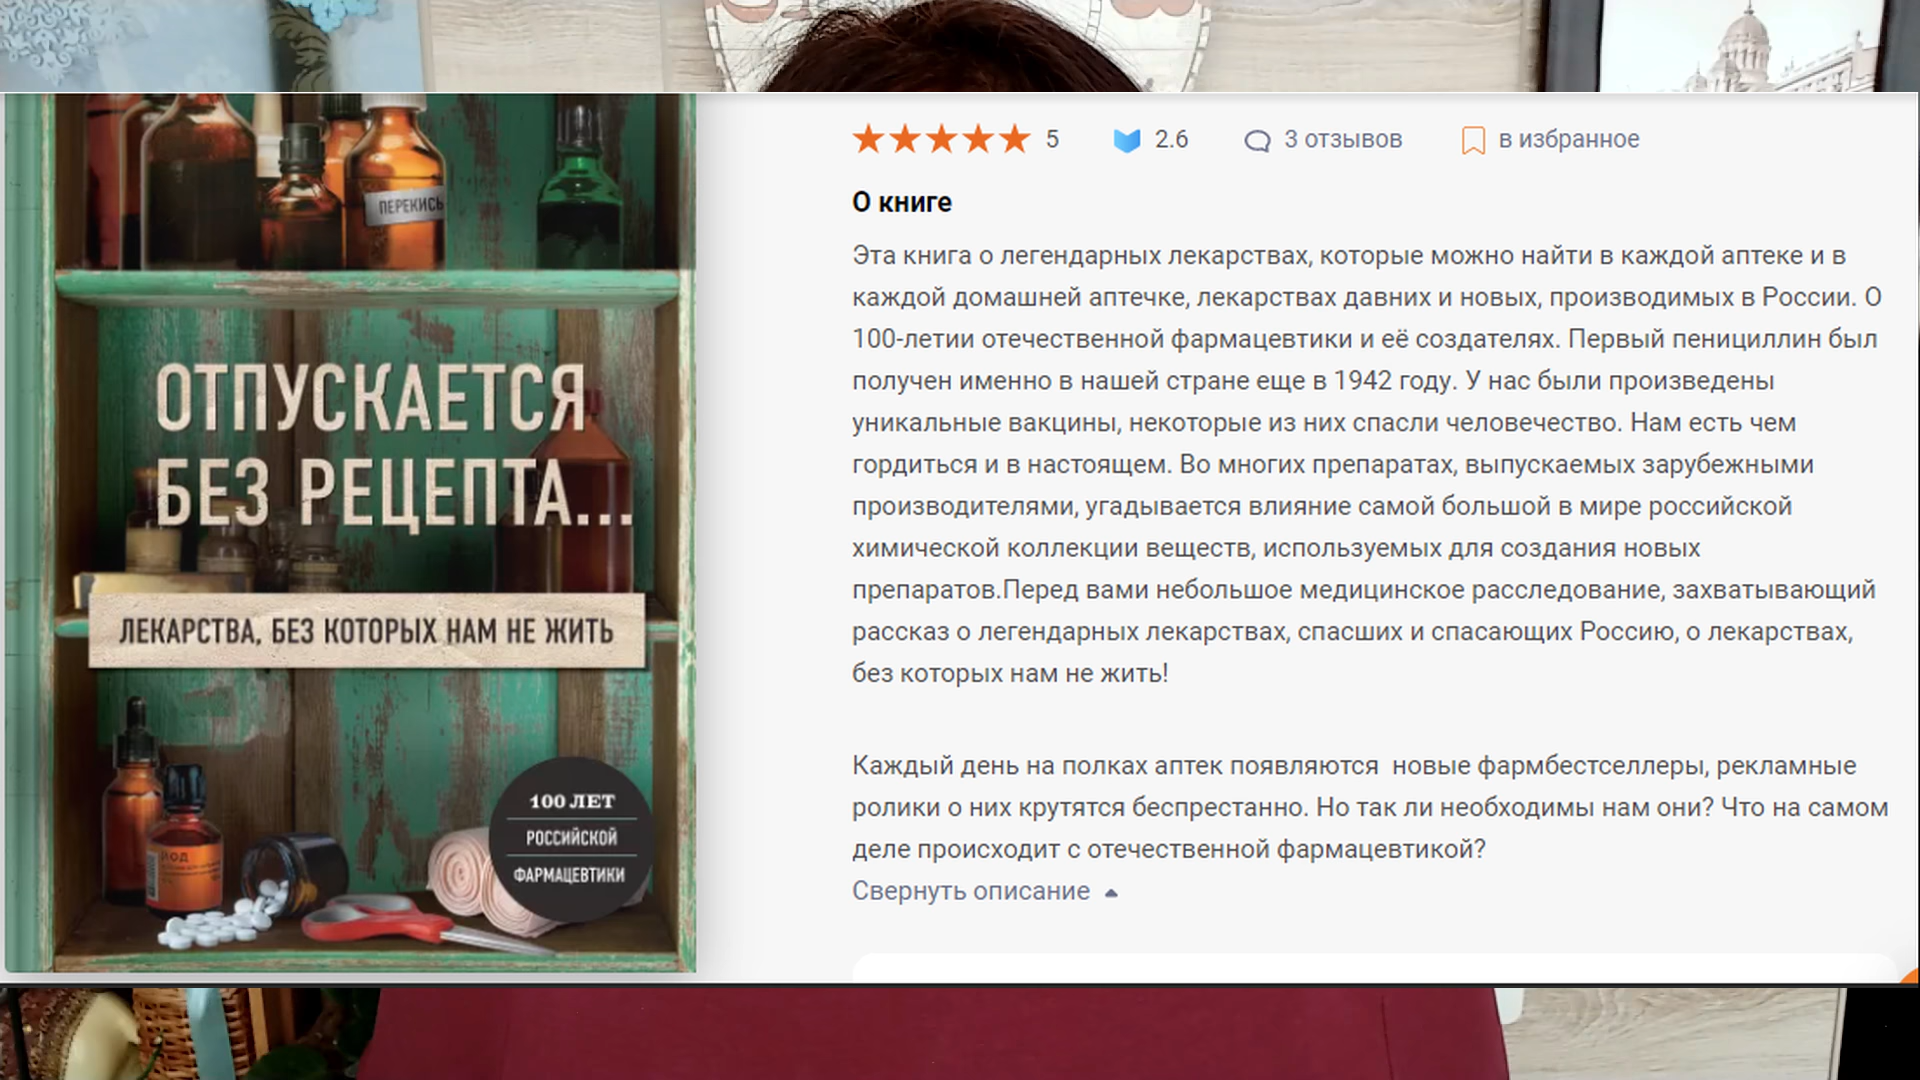 ПЕРЕКИСЬ
ОТПУСКАЕТСЯ
БЕЗ РЕЦЕПТА...
ЛЕКАРСТВА, БЕЗ КОТОРЫХ НАМ НЕ ЖИТЬ
ЙОД
100 ЛЕТ
РОССИЙСКОЙ
ФАРМАЦЕВТИКИ
5 2.6 3 отзывов в избранное
О книге
Эта книга о легендарных лекарствах, которые можно найти в каждой аптеке и в
каждой домашней аптечке, лекарствах давних и новых, производимых в России. О
100-летии отечественной фармацевтики и её создателях. Первый пенициллин был
получен именно в нашей стране еще в 1942 году. У нас были произведены
уникальные вакцины, некоторые из них спасли человечество. Нам есть чем
гордиться и в настоящем. Во многих препаратах, выпускаемых зарубежными
производителями, угадывается влияние самой большой в мире российской
химической коллекции веществ, используемых для создания новых
препаратов.Перед вами небольшое медицинское расследование, захватывающий
рассказ о легендарных лекарствах, спасших и спасающих Россию, о лекарствах,
без которых нам не жить!
Каждый день на полках аптек появляются  новые фармбестселлеры, рекламные
ролики о них крутятся беспрестанно. Но так ли необходимы нам они? Что на самом
деле происходит с отечественной фармацевтикой?
Свернуть описание